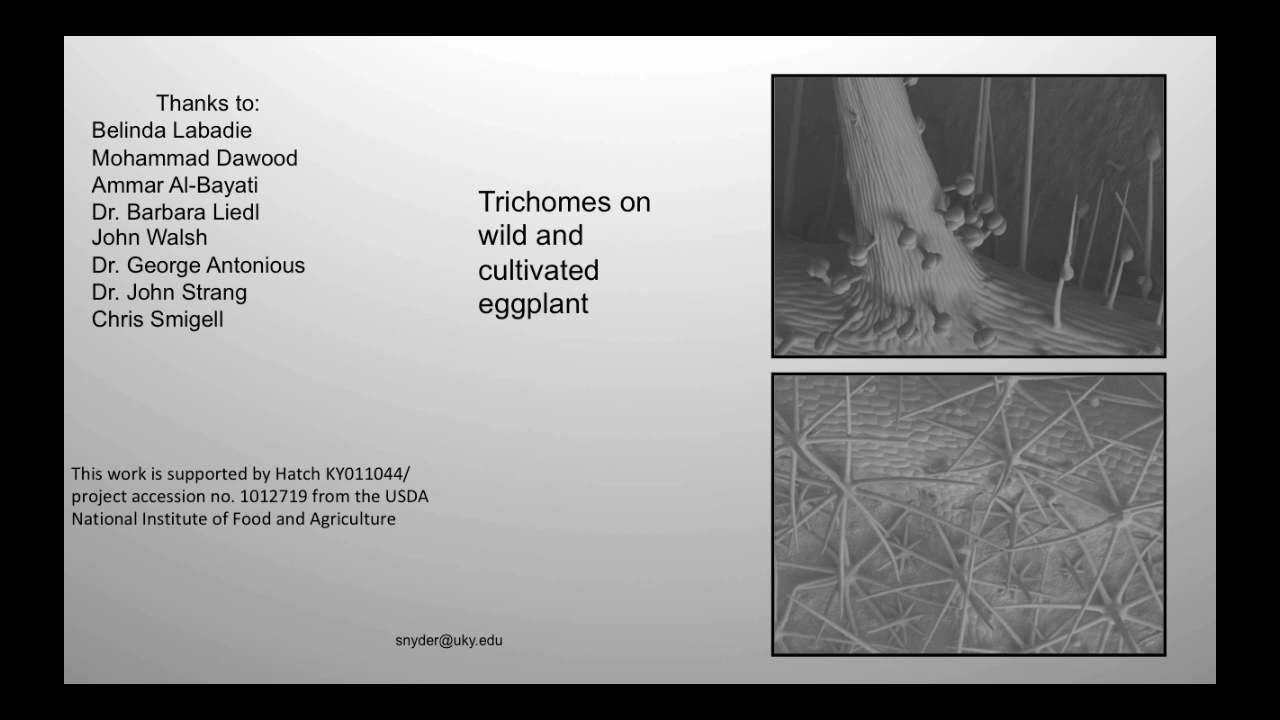 Thanks to:
Belinda Labadie
Mohammad Dawood
Ammar Al-Bayati
Dr. Barbara Liedl
John Walsh
Dr. George Antonious
Dr. John Strang
Chris Smigell
Trichomes on
wild and
cultivated
eggplant
This work is supported by Hatch KY011044/
project accession no. 1012719 from the USDA
National Institute of Food and Agriculture
snyder@uky.edu